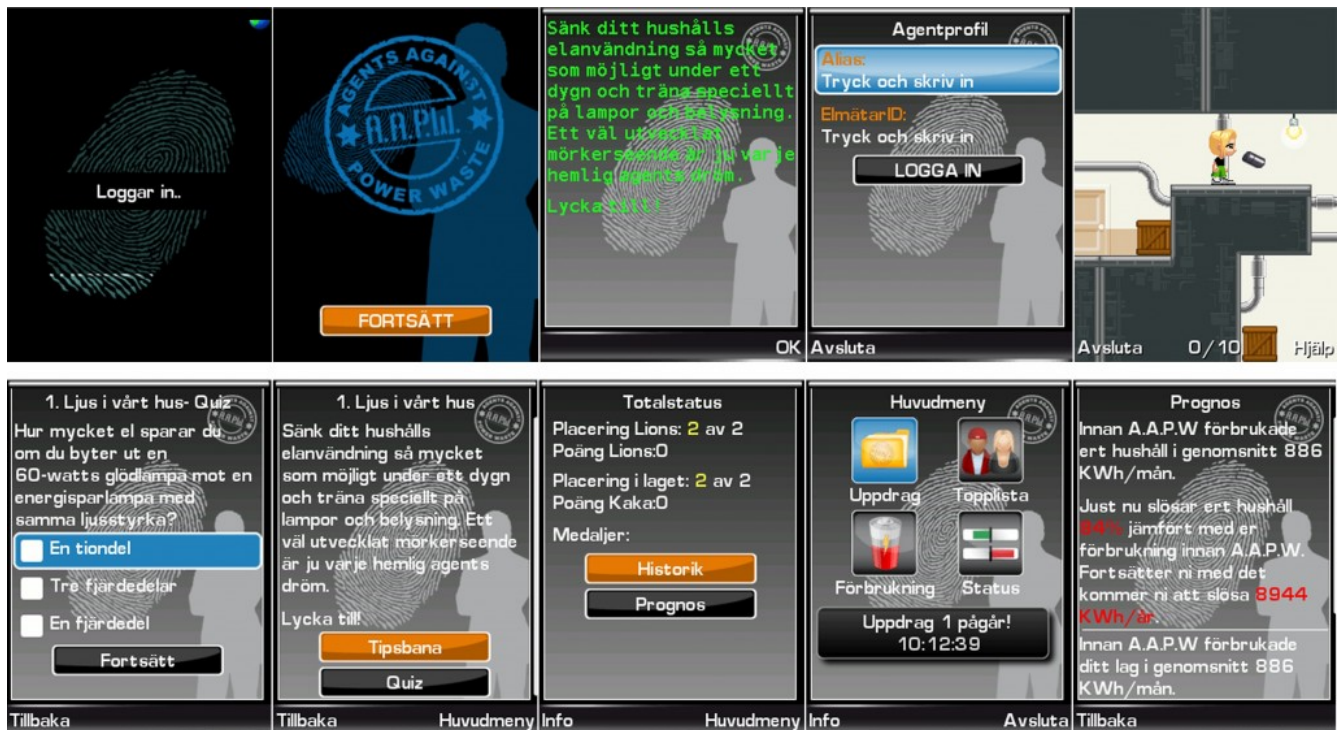 Loggar in..
AGENTS AGAINST
A.A.P.W.
POWER WASTE
FORTSÄTT
Sänk ditt hushålls
elanvändning så mycket
som möjligt under ett
dygn och träna speciellt
på lampor och belysning.
Ett väl utvecklat
mörkerseende är ju varje
hemlig agents dröm.
Lycka till!
OK
Agentprofil
Alias:
Tryck och skriv in
ElmätarID:
Tryck och skriv in
LOGGA IN
Avsluta
Avsluta 0/10 Hjälp
1. Ljus i vårt hus- Quiz
Hur mycket el sparar du
om du byter ut en
60-watts glödlampa mot en
energisparlampa med
samma ljusstyrka?
En tiondel
Tre fjärdedelar
En fjärdedel
Fortsätt
Tillbaka
1. Ljus i vårt hus
Sänk ditt hushålls
elanvändning så mycket
som möjligt under ett dygn
och träna speciellt på
lampor och belysning. Ett
väl utvecklat mörkerseende
är ju varje hemlig agents
dröm.
Lycka till!
Tipsbana
Quiz
Tillbaka Huvudmeny
Totalstatus
Placering Lions: 2 av 2
Poäng Lions:0
Placering i laget: 2 av 2
Poäng Kaka:0
Medaljer:
Historik
Prognos
Info Huvudmeny
Huvudmeny
Uppdrag Topplista
Förbrukning Status
Uppdrag 1 pågår!
10:12:39
Info Avsluta
Prognos
Innan A.A.P.W förbrukade
ert hushåll i genomsnitt 886
KWh/mån.
Just nu slösar ert hushåll
84% jämfört med er
förbrukning innan A.A.P.W.
Fortsätter ni med det
kommer ni att slösa 8944
KWh/år.
Innan A.A.P.W förbrukade
ditt lag i genomsnitt 886
KWh/mån.
Tillbaka